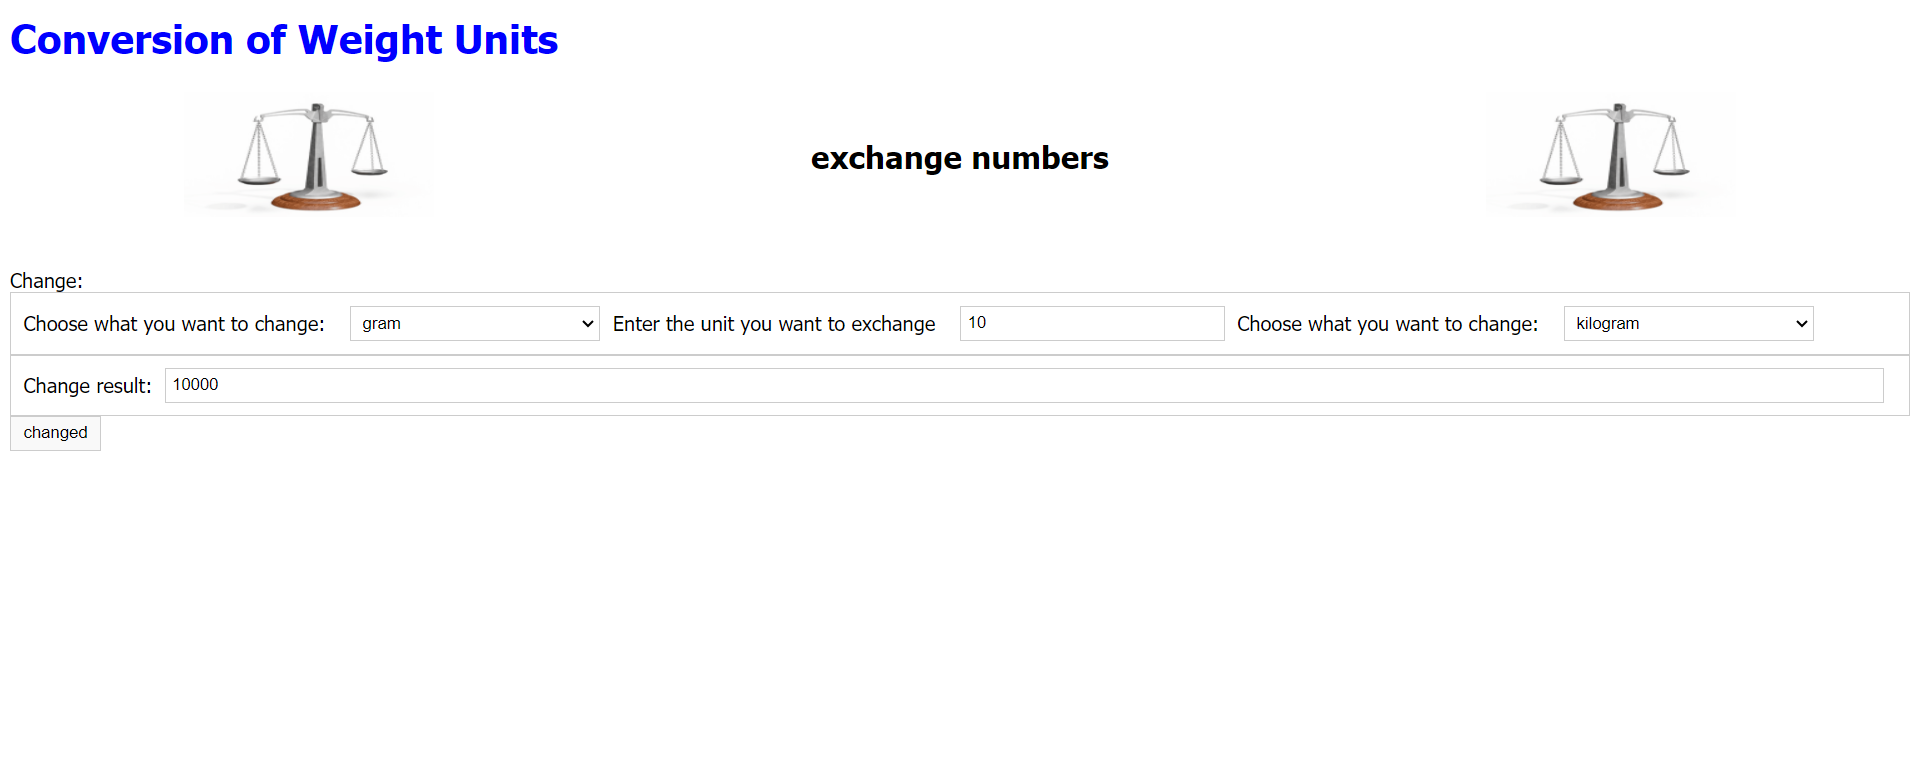 Conversion of Weight Units
exchange numbers
Change:
Choose what you want to change: gram Enter the unit you want to exchange 10 Choose what you want to change: kilogram
Change result: 10000
changed